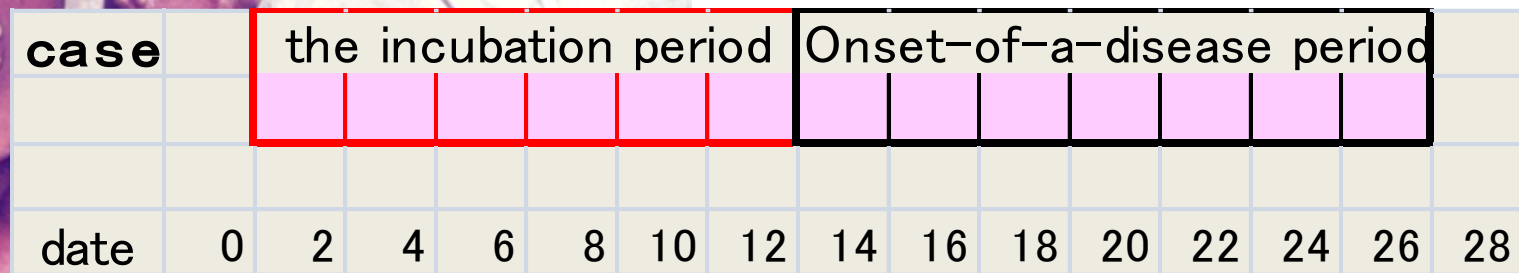 case the incubation period Onset-of-a-disease period
date 0 2 4 6 8 10 12 14 16 18 20 22 24 26 28